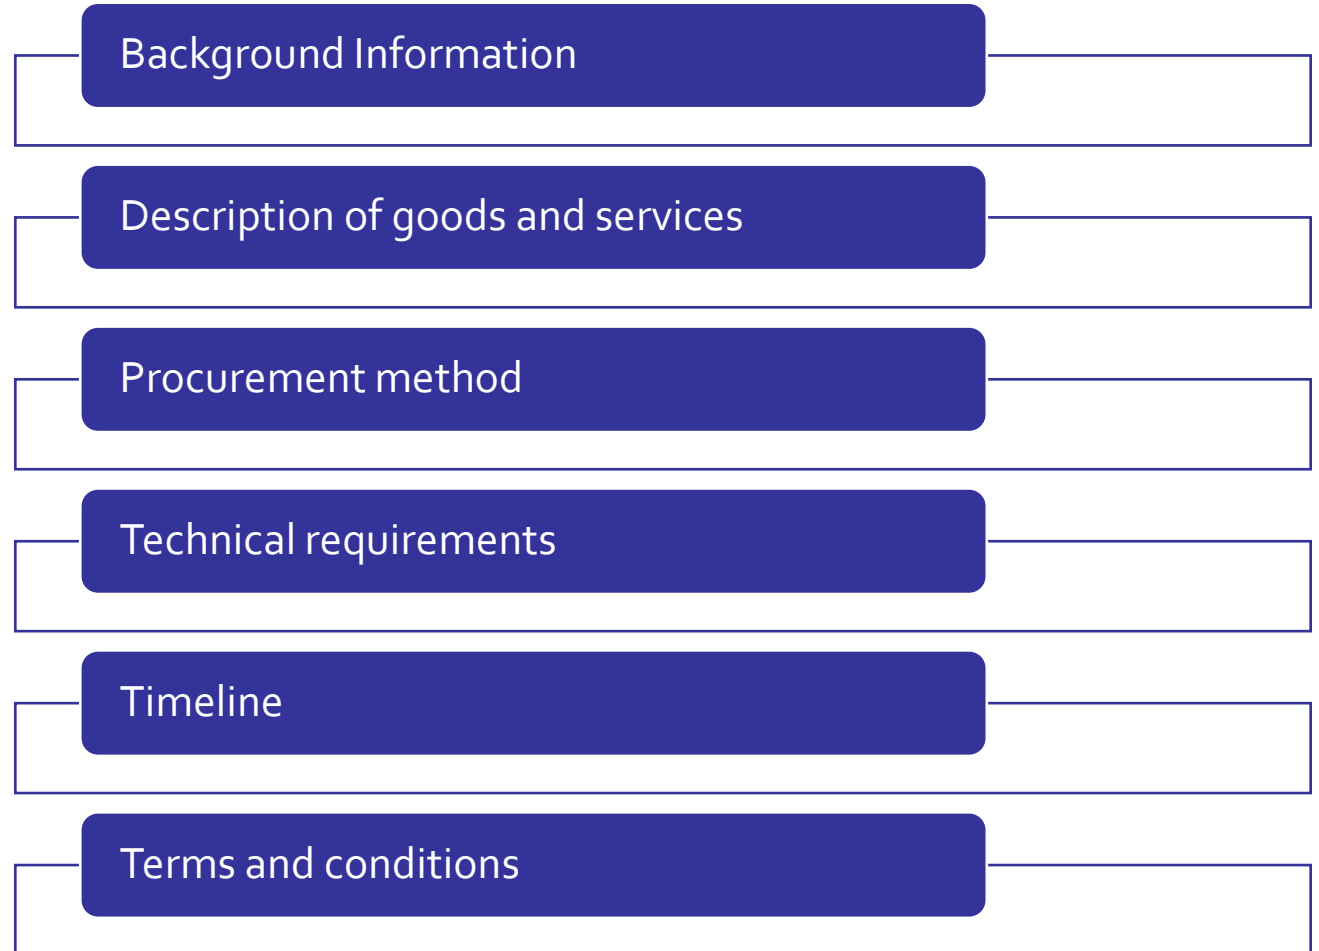 Background Information
Description of goods and services
Procurement method
Technical requirements
Timeline
Terms and conditions